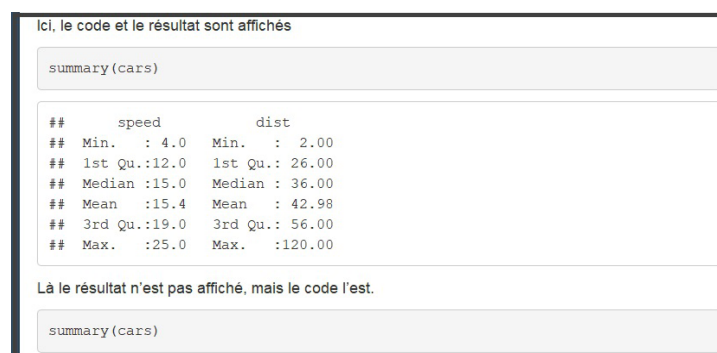 Ici, le code et le résultat sont affichés
summary(cars)
##      speed           dist
##  Min.   : 4.0   Min.   :  2.00
##  1st Qu.:12.0   1st Qu.: 26.00
##  Median :15.0   Median : 36.00
##  Mean   :15.4   Mean   : 42.98
##  3rd Qu.:19.0   3rd Qu.: 56.00
##  Max.   :25.0   Max.   :120.00
Là le résultat n'est pas affiché, mais le code l'est.
summary(cars)